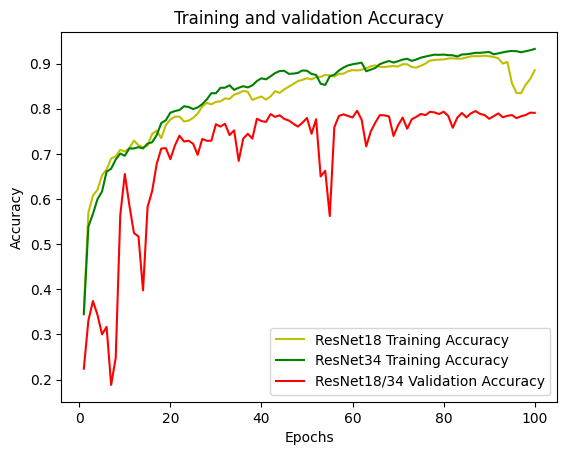 Training and validation Accuracy
Accuracy
0.9
0.8
0.7
0.6
0.5
0.4
0.3
0.2
ResNet18 Training Accuracy
ResNet34 Training Accuracy
ResNet18/34 Validation Accuracy
0 20 40 60 80 100
Epochs